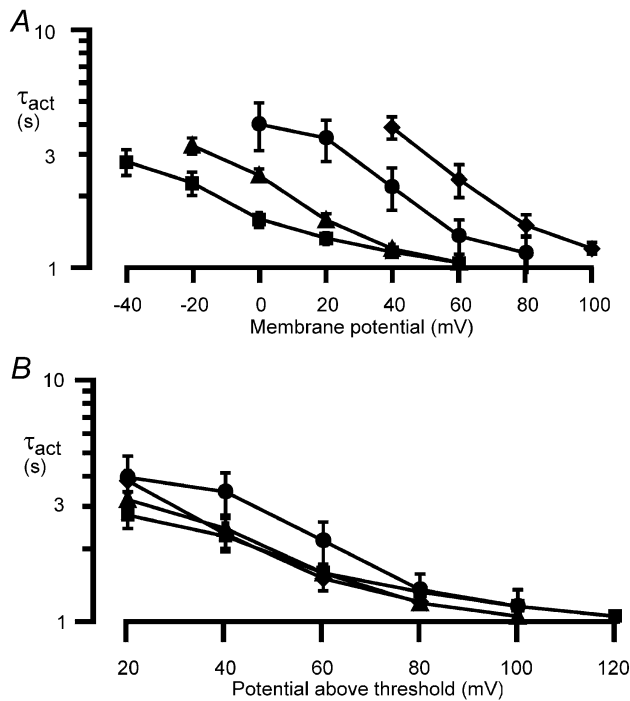 A
10
τact
(s)
3
1
-40 -20 0 20 40 60 80 100
Membrane potential (mV)
B
10
τact
(s)
3
1
20 40 60 80 100 120
Potential above threshold (mV)